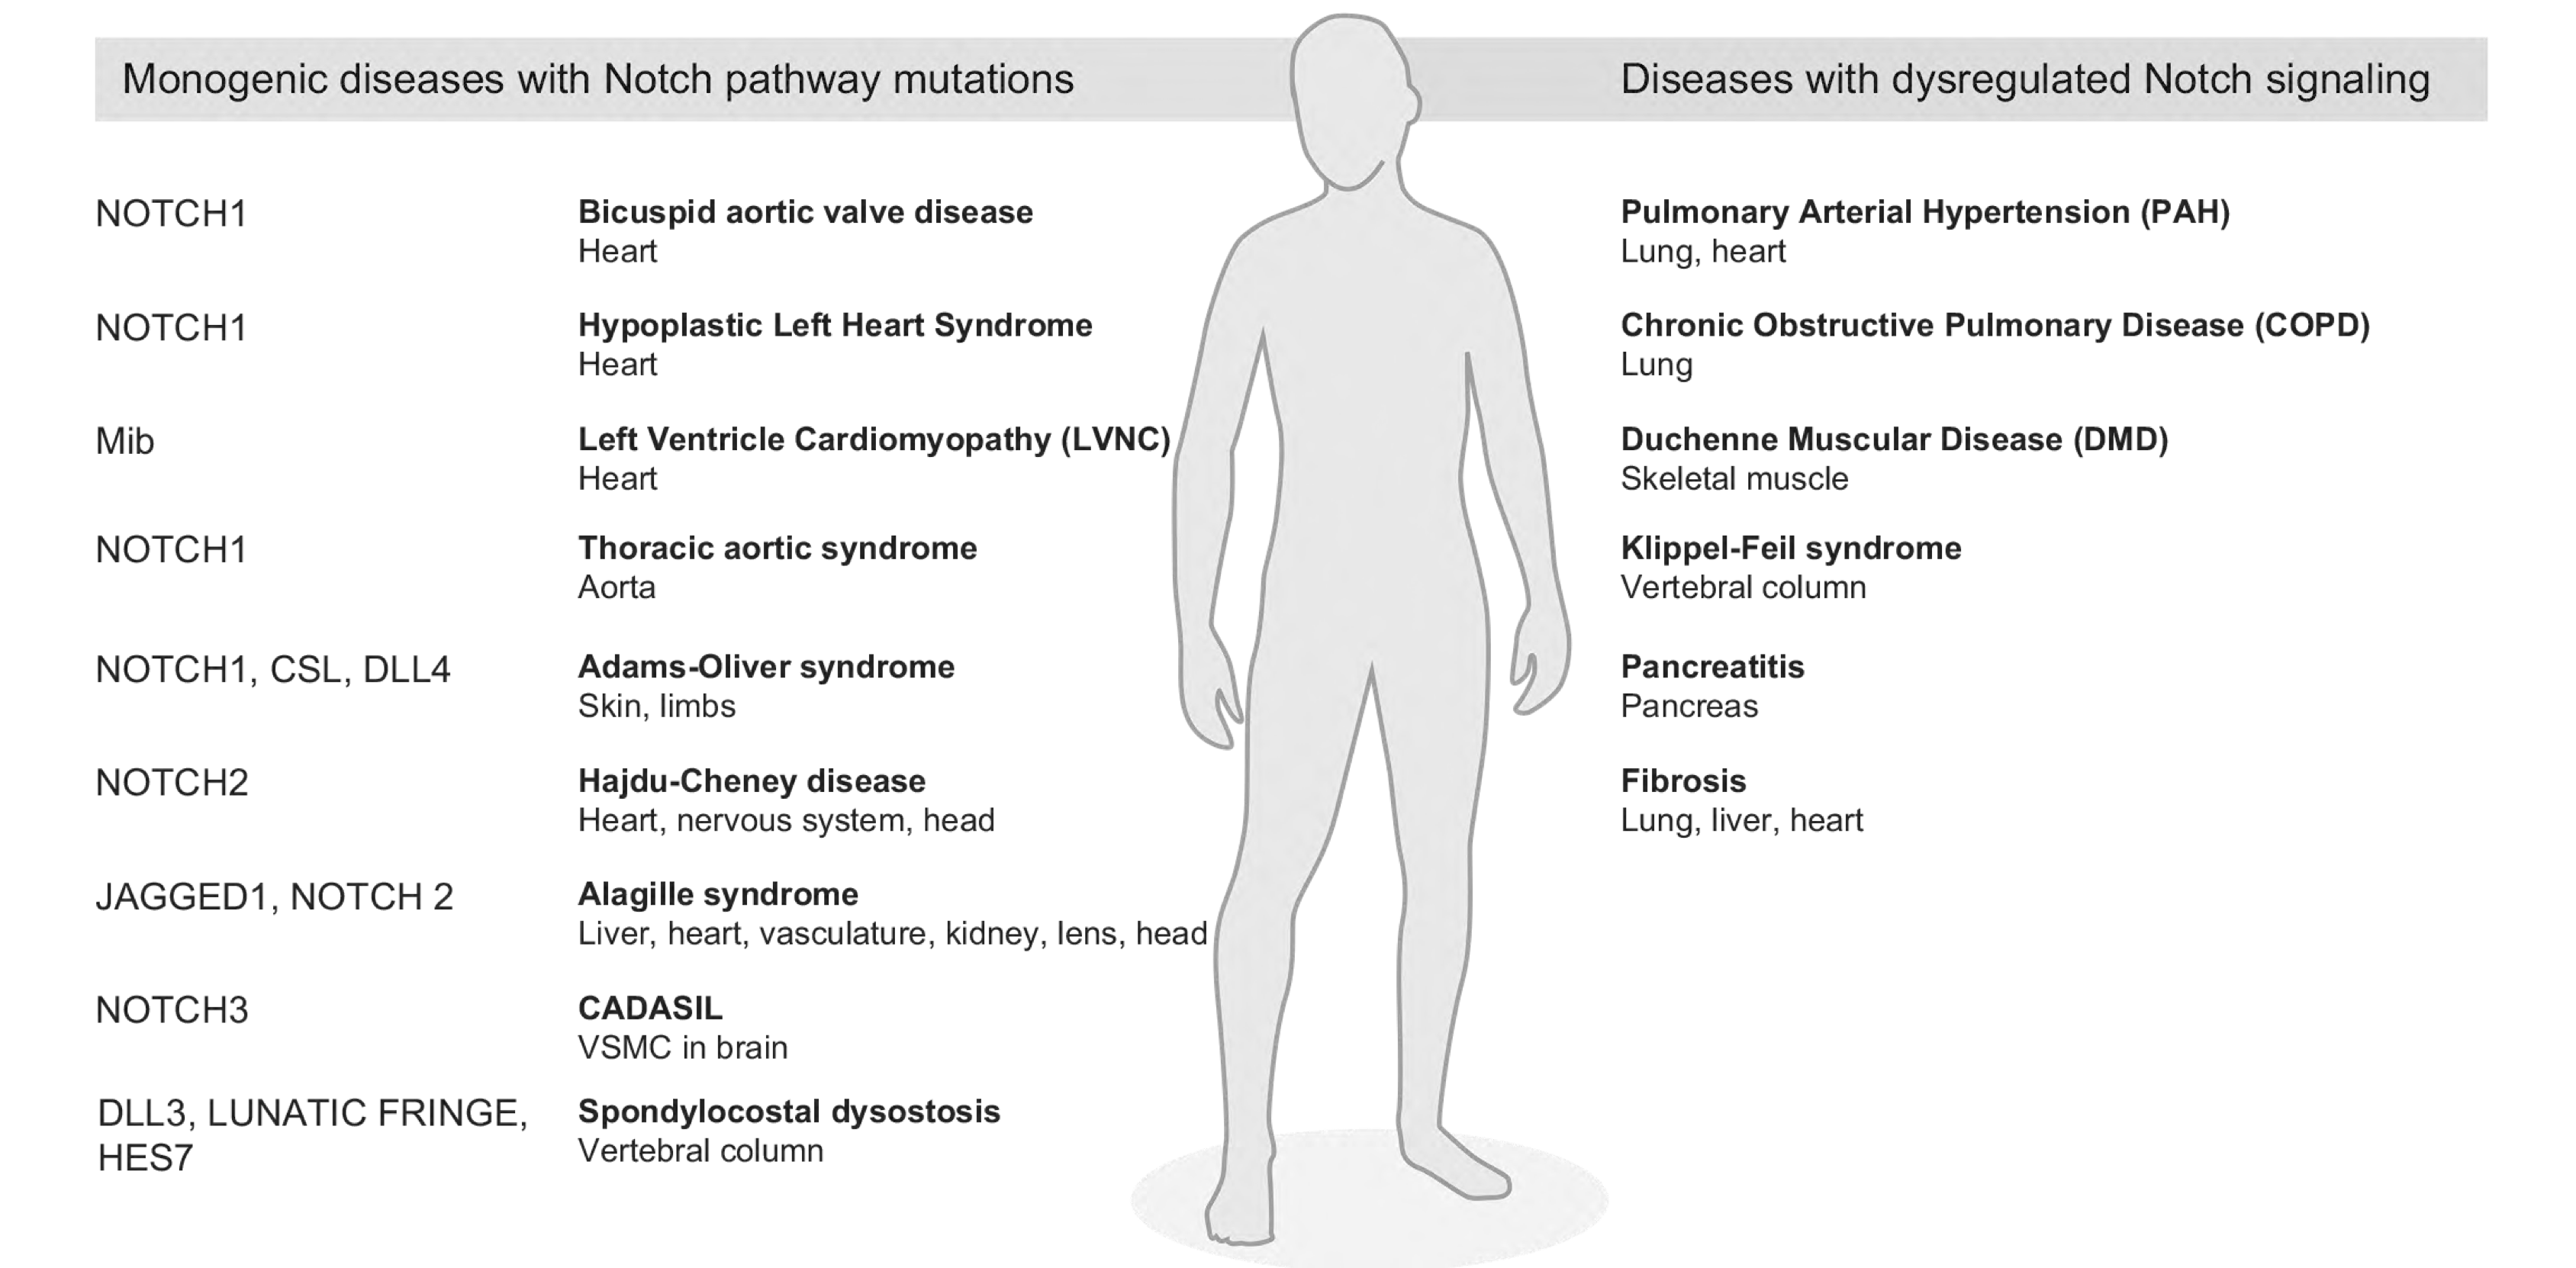 Monogenic diseases with Notch pathway mutations
NOTCH1
Bicuspid aortic valve disease
Heart
NOTCH1
Hypoplastic Left Heart Syndrome
Heart
Mib
Left Ventricle Cardiomyopathy (LVNC)
Heart
NOTCH1
Thoracic aortic syndrome
Aorta
NOTCH1, CSL, DLL4
Adams-Oliver syndrome
Skin, limbs
NOTCH2
Hajdu-Cheney disease
Heart, nervous system, head
JAGGED1, NOTCH 2
Alagille syndrome
Liver, heart, vasculature, kidney, lens, head
NOTCH3
CADASIL
VSMC in brain
DLL3, LUNATIC FRINGE,
HES7
Spondylocostal dysostosis
Vertebral column
Diseases with dysregulated Notch signaling
Pulmonary Arterial Hypertension (PAH)
Lung, heart
Chronic Obstructive Pulmonary Disease (COPD)
Lung
Duchenne Muscular Disease (DMD)
Skeletal muscle
Klippel-Feil syndrome
Vertebral column
Pancreatitis
Pancreas
Fibrosis
Lung, liver, heart